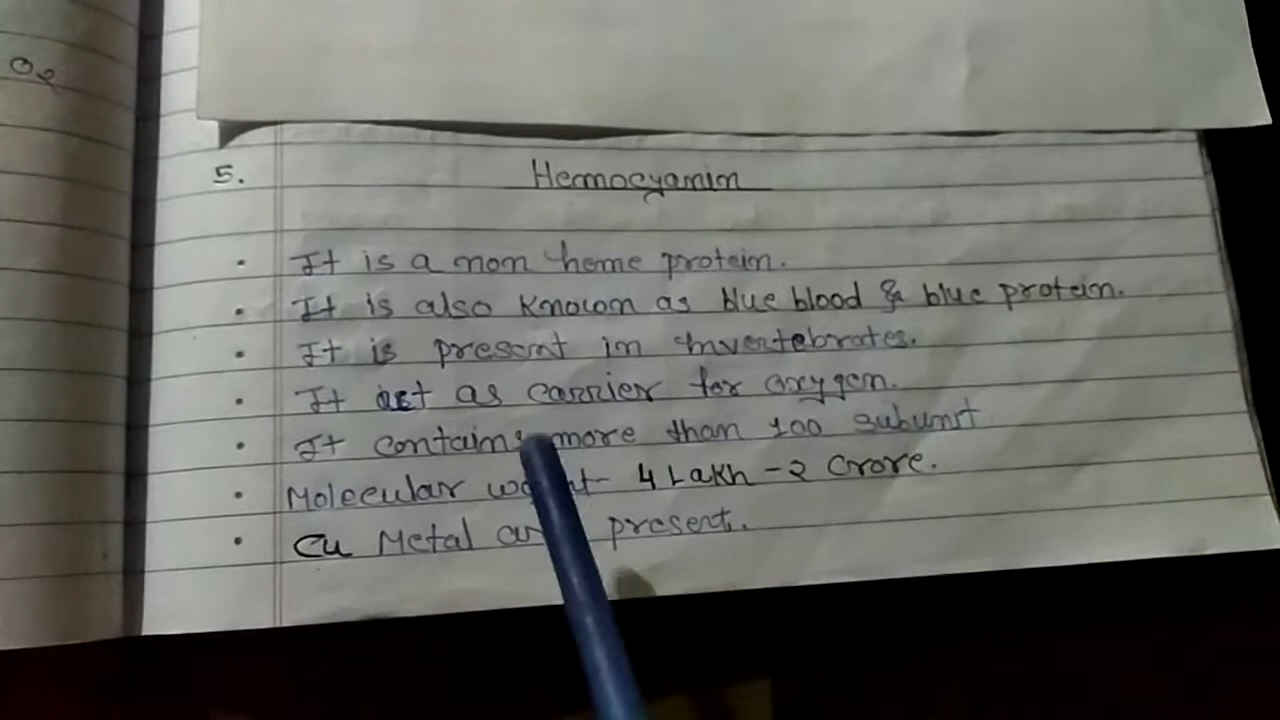 O2
5. Hemocyanin
• It is a non heme protein.
• It is also known as blue blood & blue protein.
• It is present in invertebrates.
• It act as carrier for oxygen.
• It contains more than 100 subunit
• Molecular 4 Lakh - 2 Crore.
• Cu Metal present.